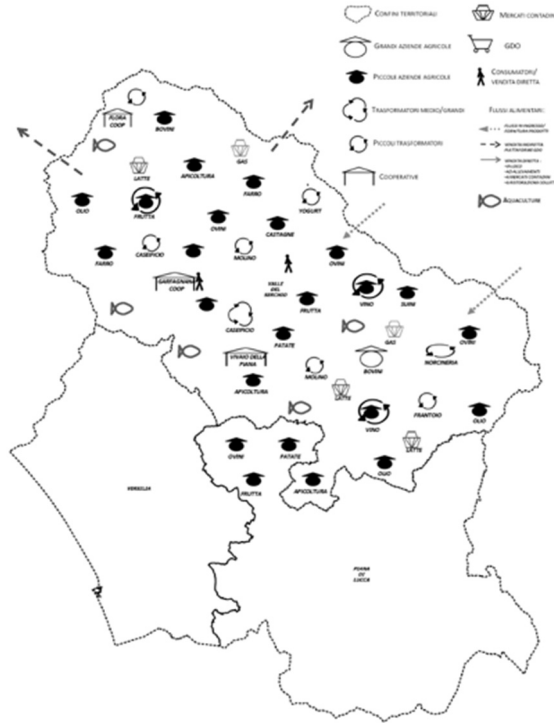 CONFINI TERRITORIALI
MERCATI CONTADINI
GRANDI AZIENDE AGRICOLE
GDO
PICCOLE AZIENDE AGRICOLE
CONSUMATORI/
VENDITA DIRETTA
TRASFORMATORI MEDIO/GRANDI
FLUSSI ALIMENTARI:
PICCOLI TRASFORMATORI
COOPERATIVE
ACQUACULTURE
FLORA
COOP
BOVINI
GAS
LATTE
APICOLTURA
FARRO
YOGURT
OLIO
FRUTTA
OVINI
CASTAGNE
FARRO
CASEIFICIO
MOLINO
OVINI
GARFAGNANA
COOP
VALLE
DEL
SERCHIO
FRUTTA
VINO
SUINI
CASEIFICIO
PATATE
GAS
OVINI
VIVAIO DELLA
PIANA
MOLINO
BOVINI
NORCINERIA
APICOLTURA
LATTE
VINO
FRANTOIO
OLIO
LATTE
OVINI
PATATE
OLIO
FRUTTA
APICOLTURA
VERSILIA
PIANA
DI
LUCCA